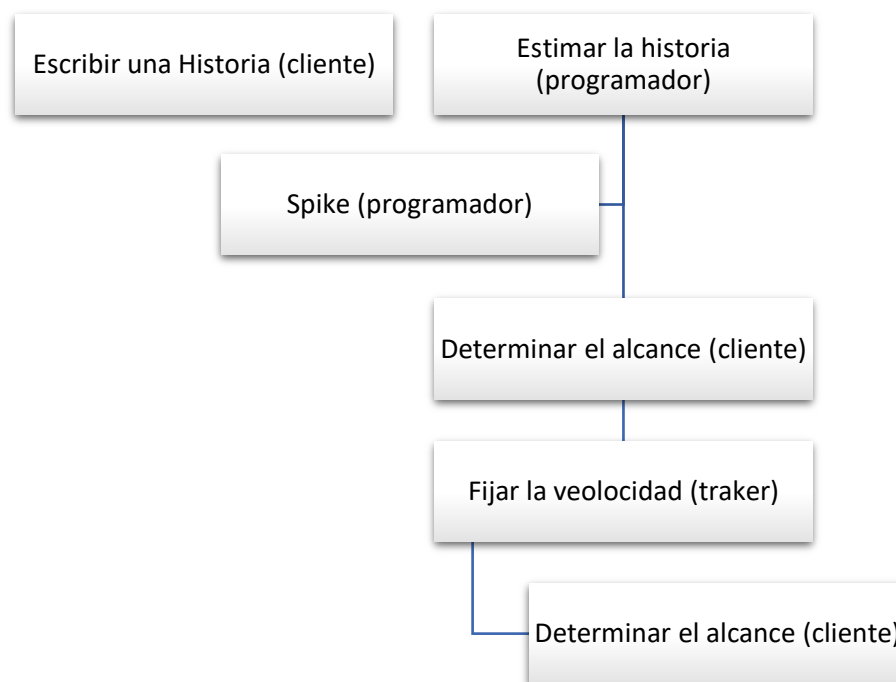 Escribir una Historia (cliente)
Estimar la historia
(programador)
Spike (programador)
Determinar el alcance (cliente)
Fijar la veolocidad (traker)
Determinar el alcance (cliente)